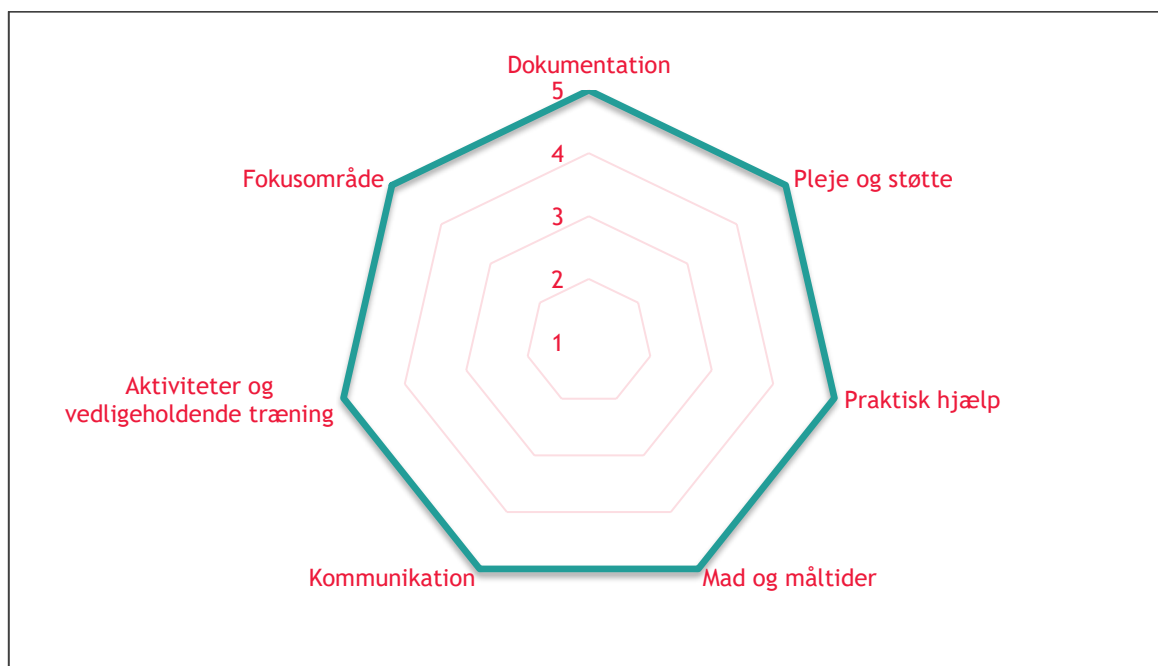 Dokumentation
5
4
3
2
1
Fokusområde
Pleje og støtte
Aktiviteter og
vedligeholdende træning
Praktisk hjælp
Kommunikation
Mad og måltider